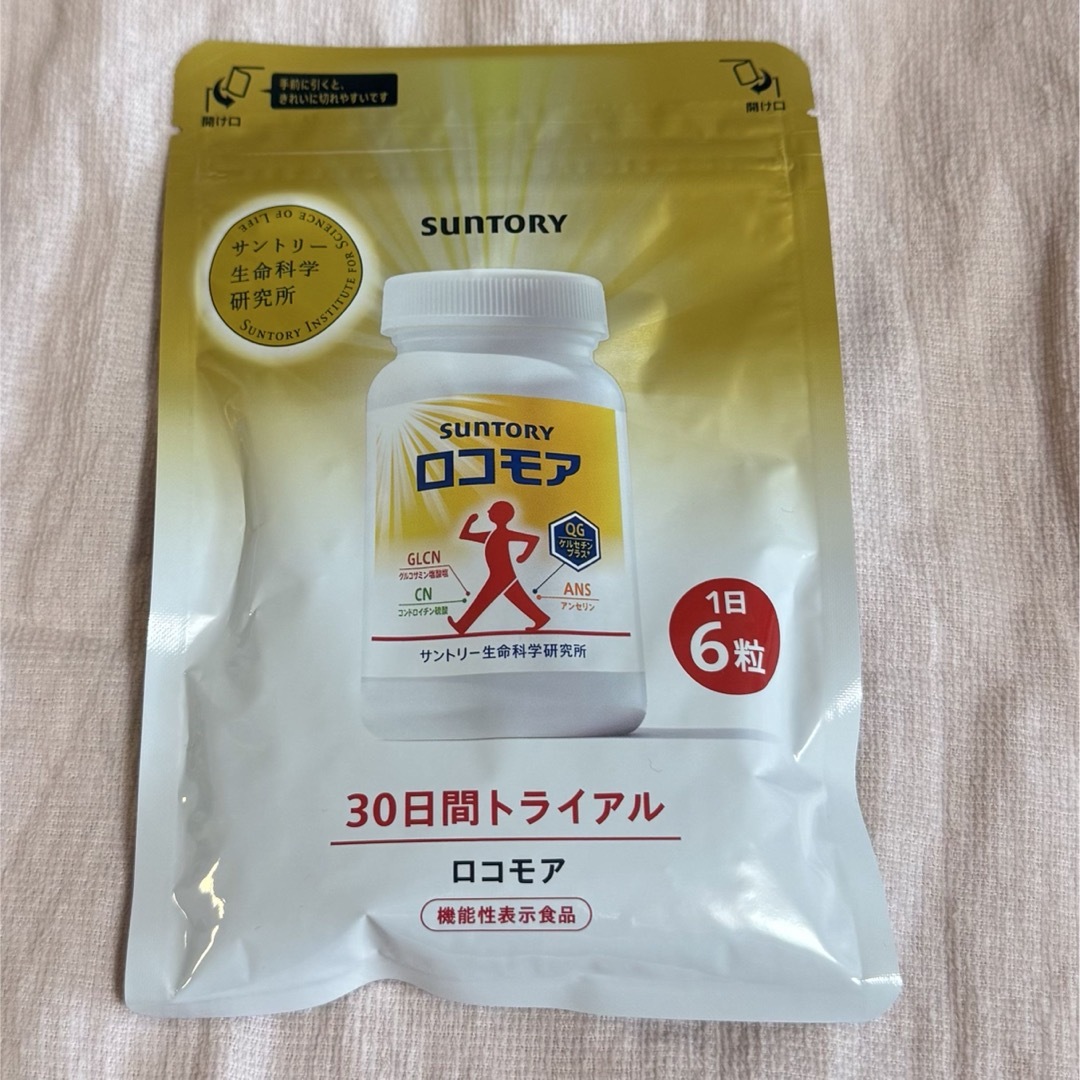 手前に引くと、
きれいに切れやすいです
開け口
開け口
SUNTORY
SCIENCE OF LIFE
サントリー
生命科学
研究所
SUNTORY INSTITUTE FOR
SUNTORY
ロコモア
QG
ケルセチン
プラス*
GLCN
グルコサミン塩酸塩
CN
コンドロイチン硫酸
ANS
アンセリン
サントリー生命科学研究所
1日
6粒
30日間トライアル
ロコモア
機能性表示食品